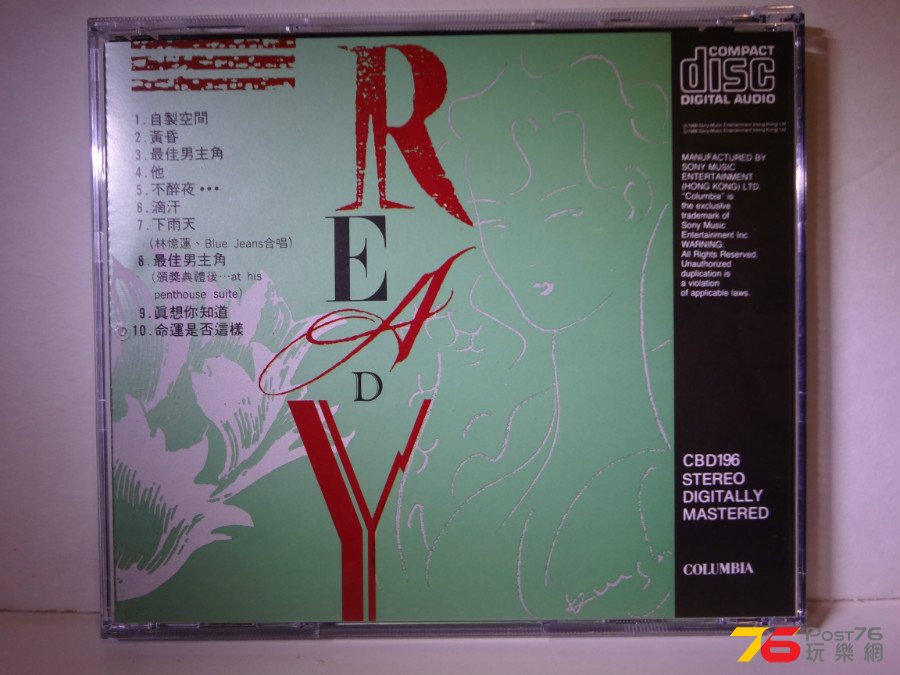 1. 自製空間
2. 黃昏
3. 最佳男主角
4. 他
5. 不醉夜•••
6. 滴汗
7. 下雨天
(林憶蓮、Blue Jeans合唱)
8. 最佳男主角
(頒獎典禮後⋯at his
penthouse suite)
9. 眞想你知道
10. 命運是否這樣
READY
COMPACT
disc
DIGITAL AUDIO
MANUFACTURED BY
SONY MUSIC
ENTERTAINMENT
(HONG KONG) LTD.
"Columbia" is
the exclusive
trademark of
Sony Music
Entertainment Inc.
WARNING:
All Rights Reserved.
Unauthorized
duplication is
a violation
of applicable laws.
CBD196
STEREO
DIGITALLY
MASTERED
COLUMBIA
76 Post76
玩樂網